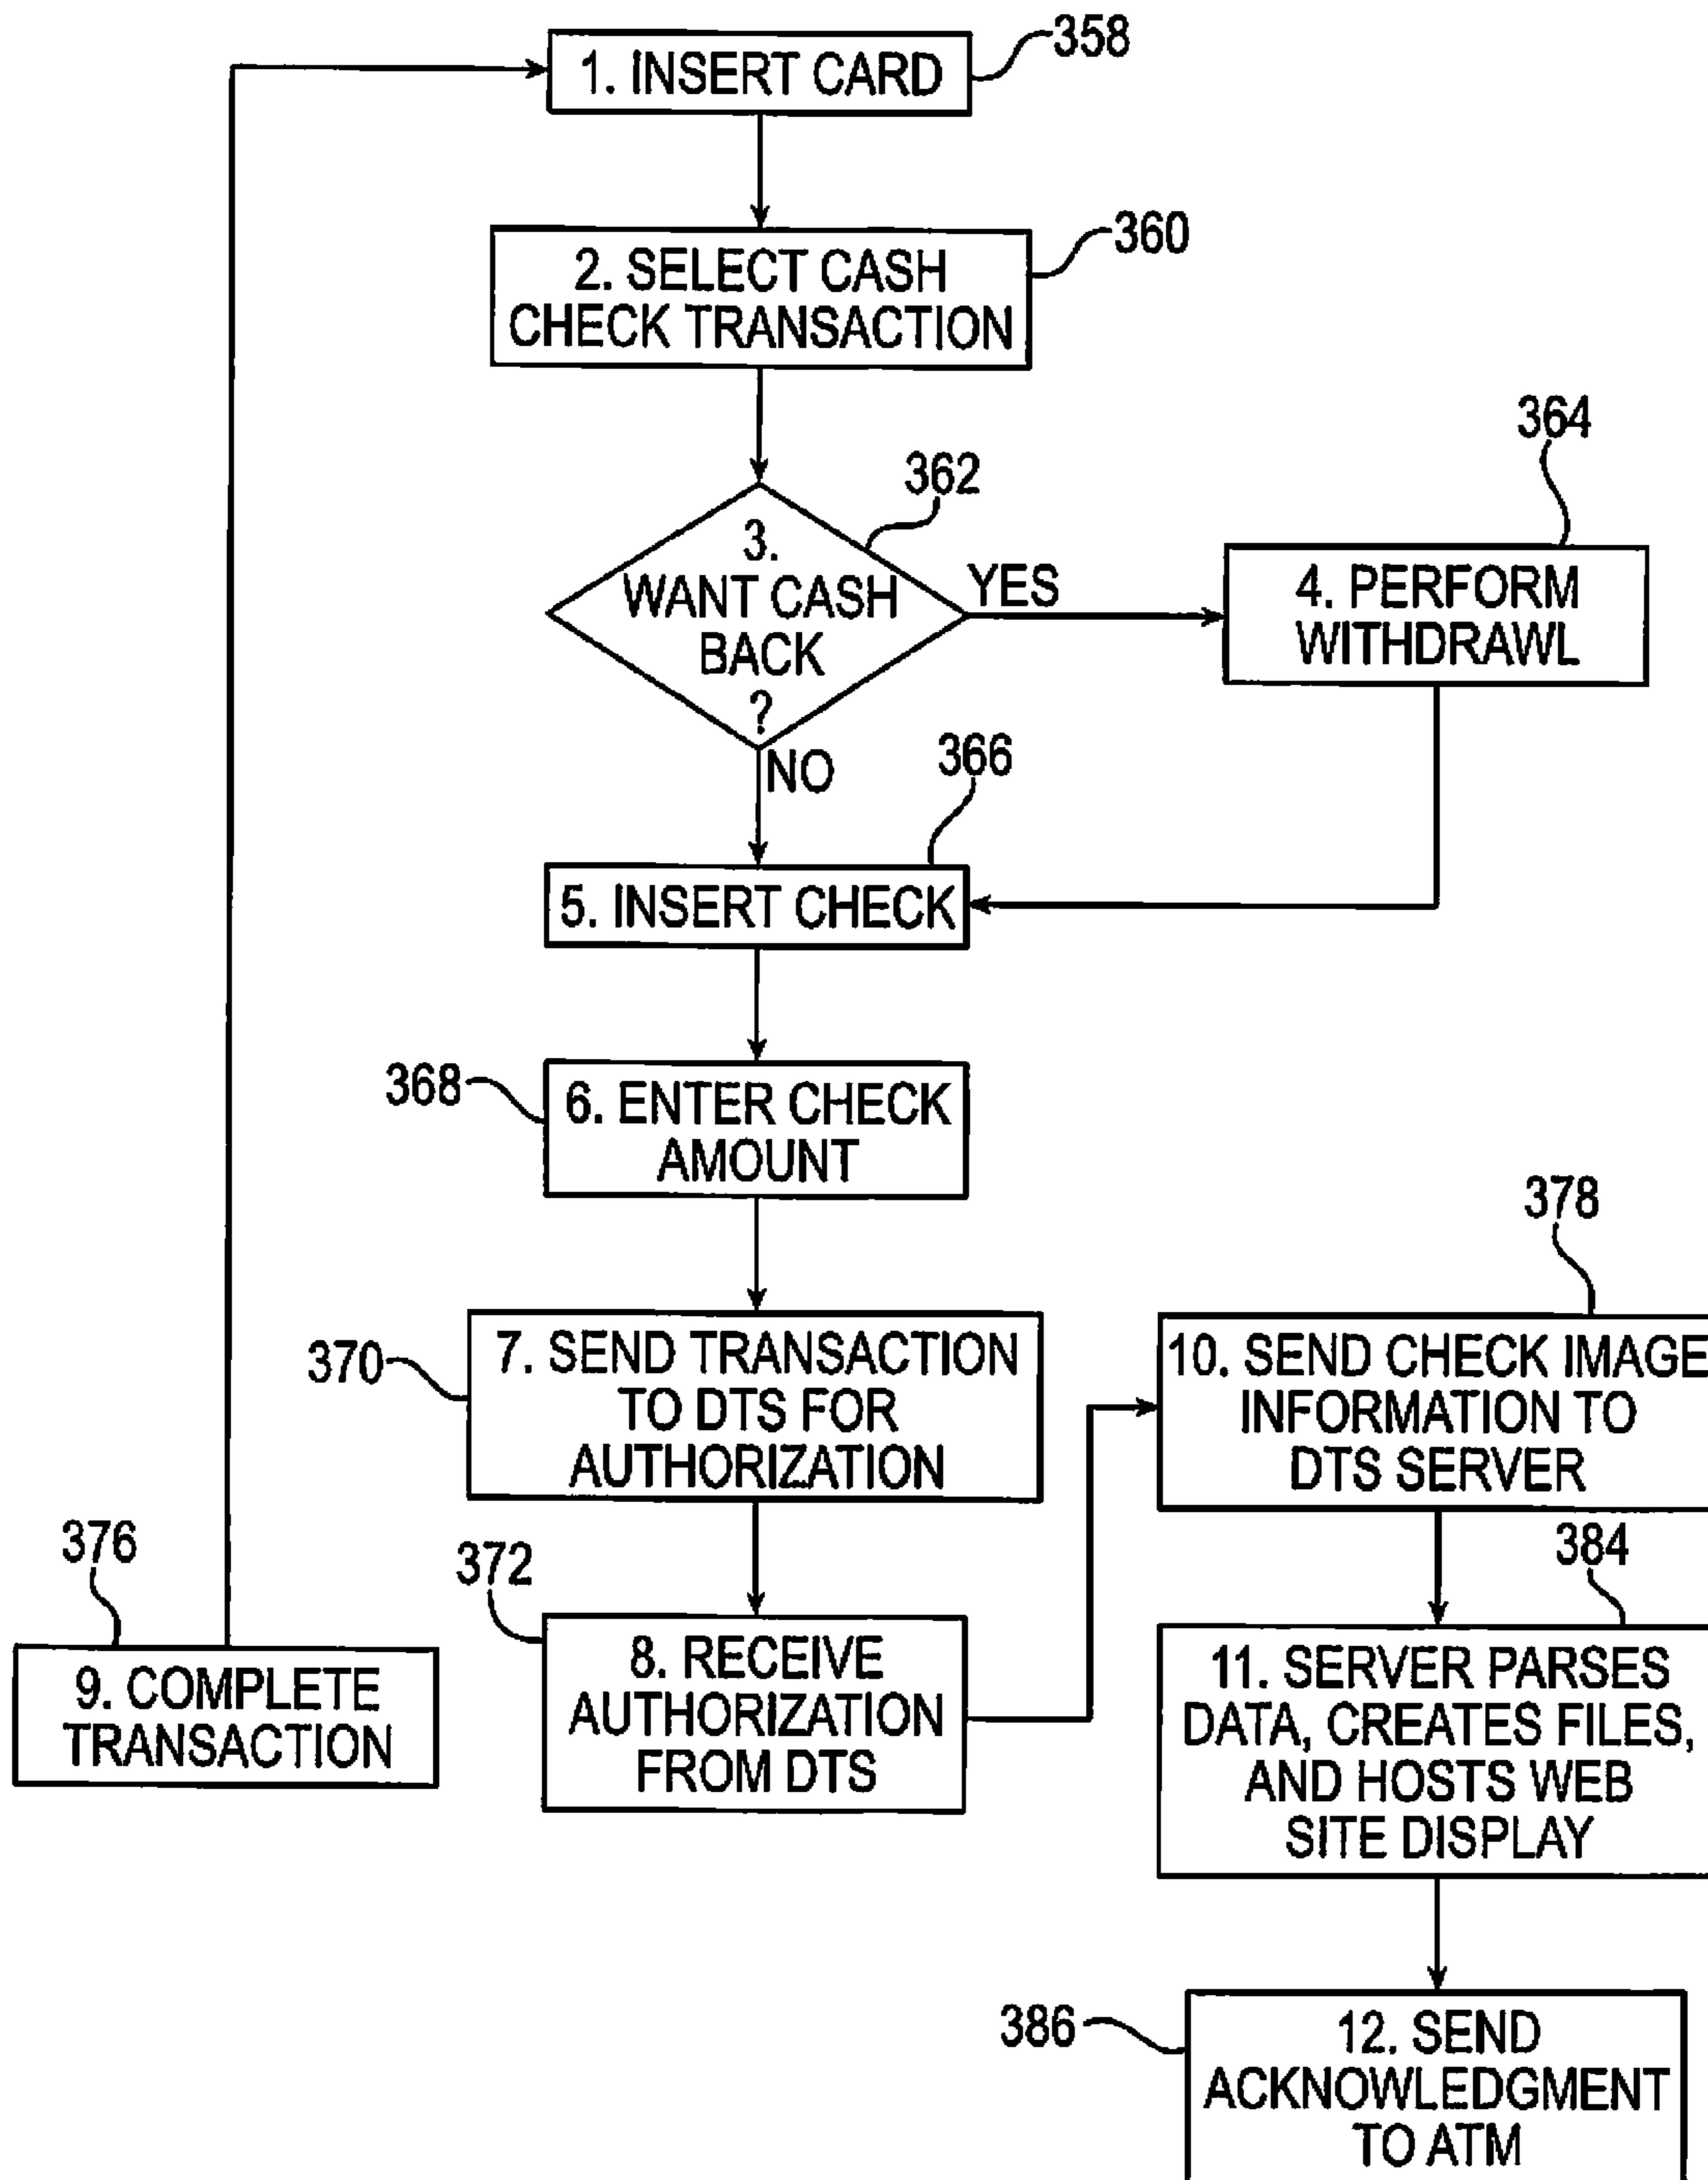 358
1. INSERT CARD
360
2. SELECT CASH
CHECK TRANSACTION
364
362
3.
WANT CASH
BACK
?
YES
4. PERFORM
WITHDRAWL
NO
366
5. INSERT CHECK
368
6. ENTER CHECK
AMOUNT
378
370
7. SEND TRANSACTION
TO DTS FOR
AUTHORIZATION
10. SEND CHECK IMAGE
INFORMATION TO
DTS SERVER
376
372
384
9. COMPLETE
TRANSACTION
8. RECEIVE
AUTHORIZATION
FROM DTS
11. SERVER PARSES
DATA, CREATES FILES,
AND HOSTS WEB
SITE DISPLAY
386
12. SEND
ACKNOWLEDGMENT
TO ATM